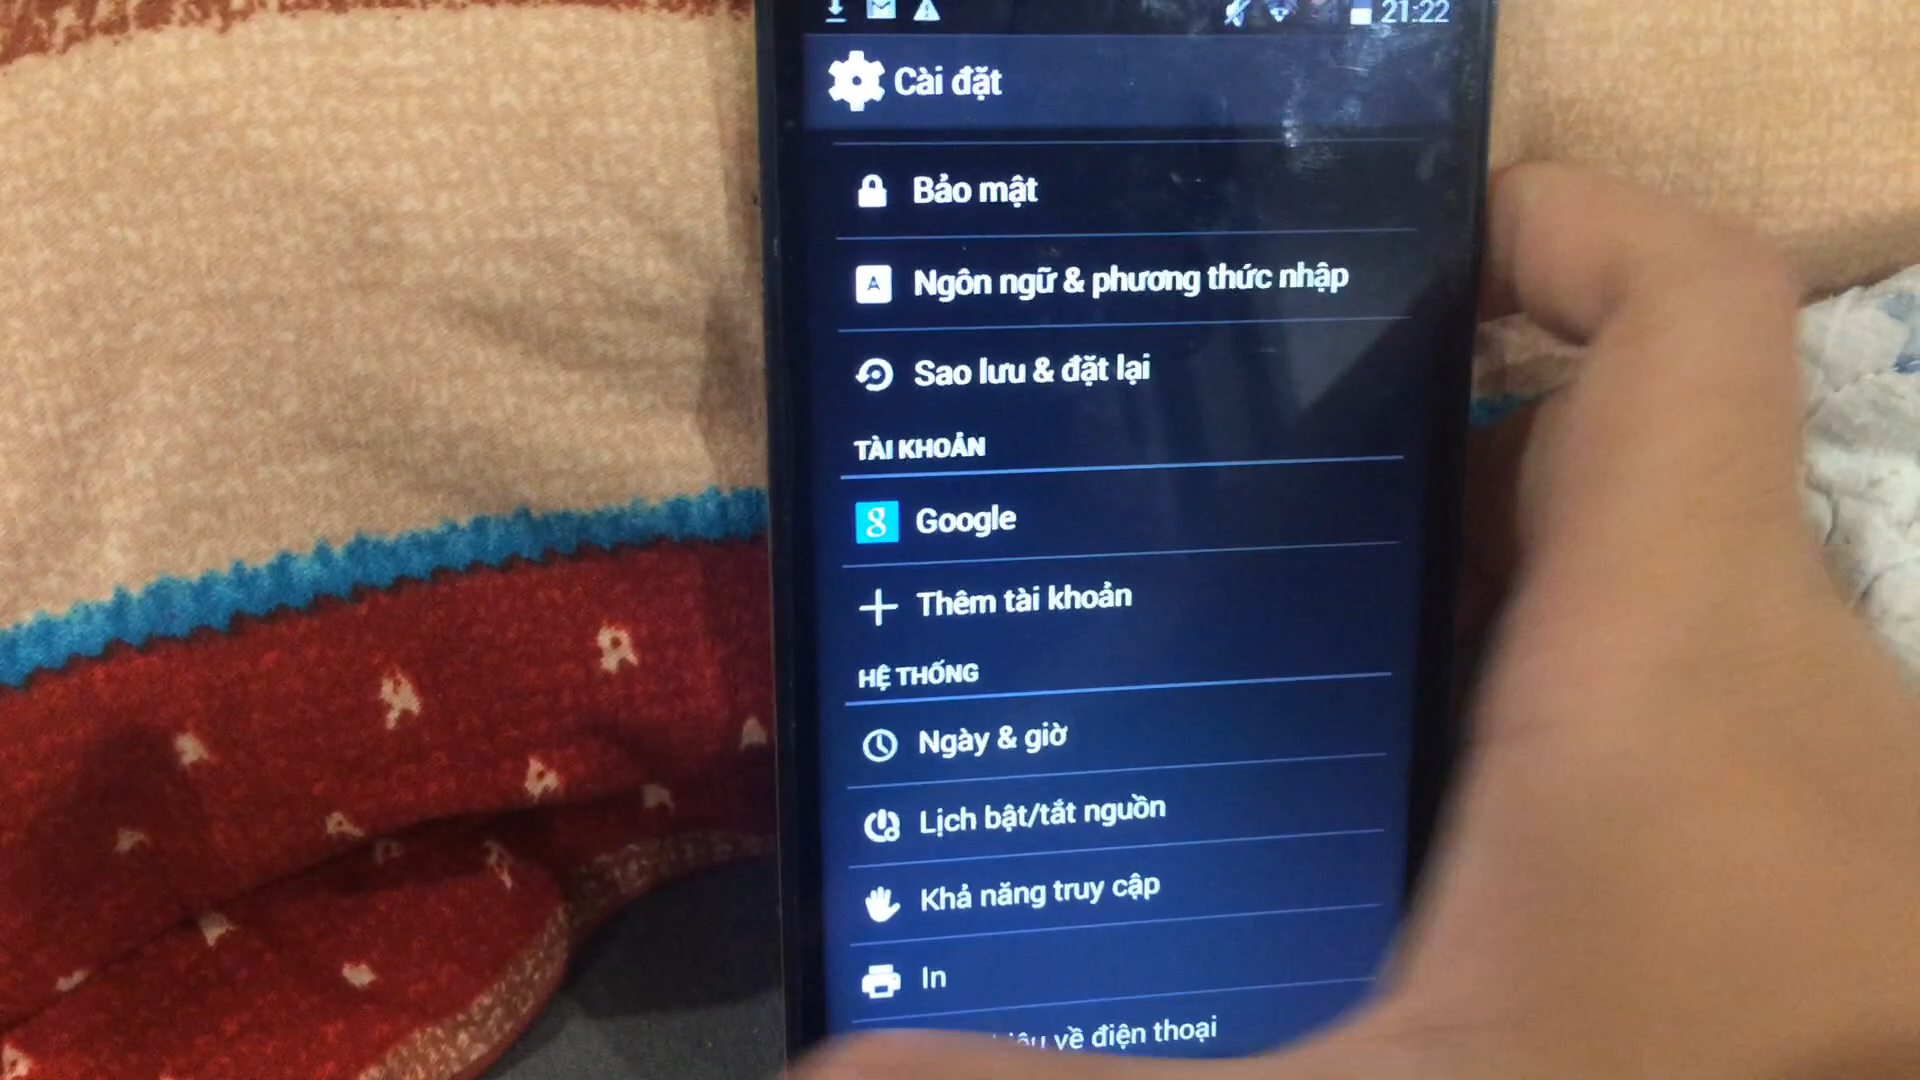 21:22
Cài đặt
Bảo mật
Ngôn ngữ & phương thức nhập
Sao lưu & đặt lại
TÀI KHOẢN
Google
Thêm tài khoản
HỆ THỐNG
Ngày & giờ
Lịch bật/tắt nguồn
Khả năng truy cập
In
về điện thoại